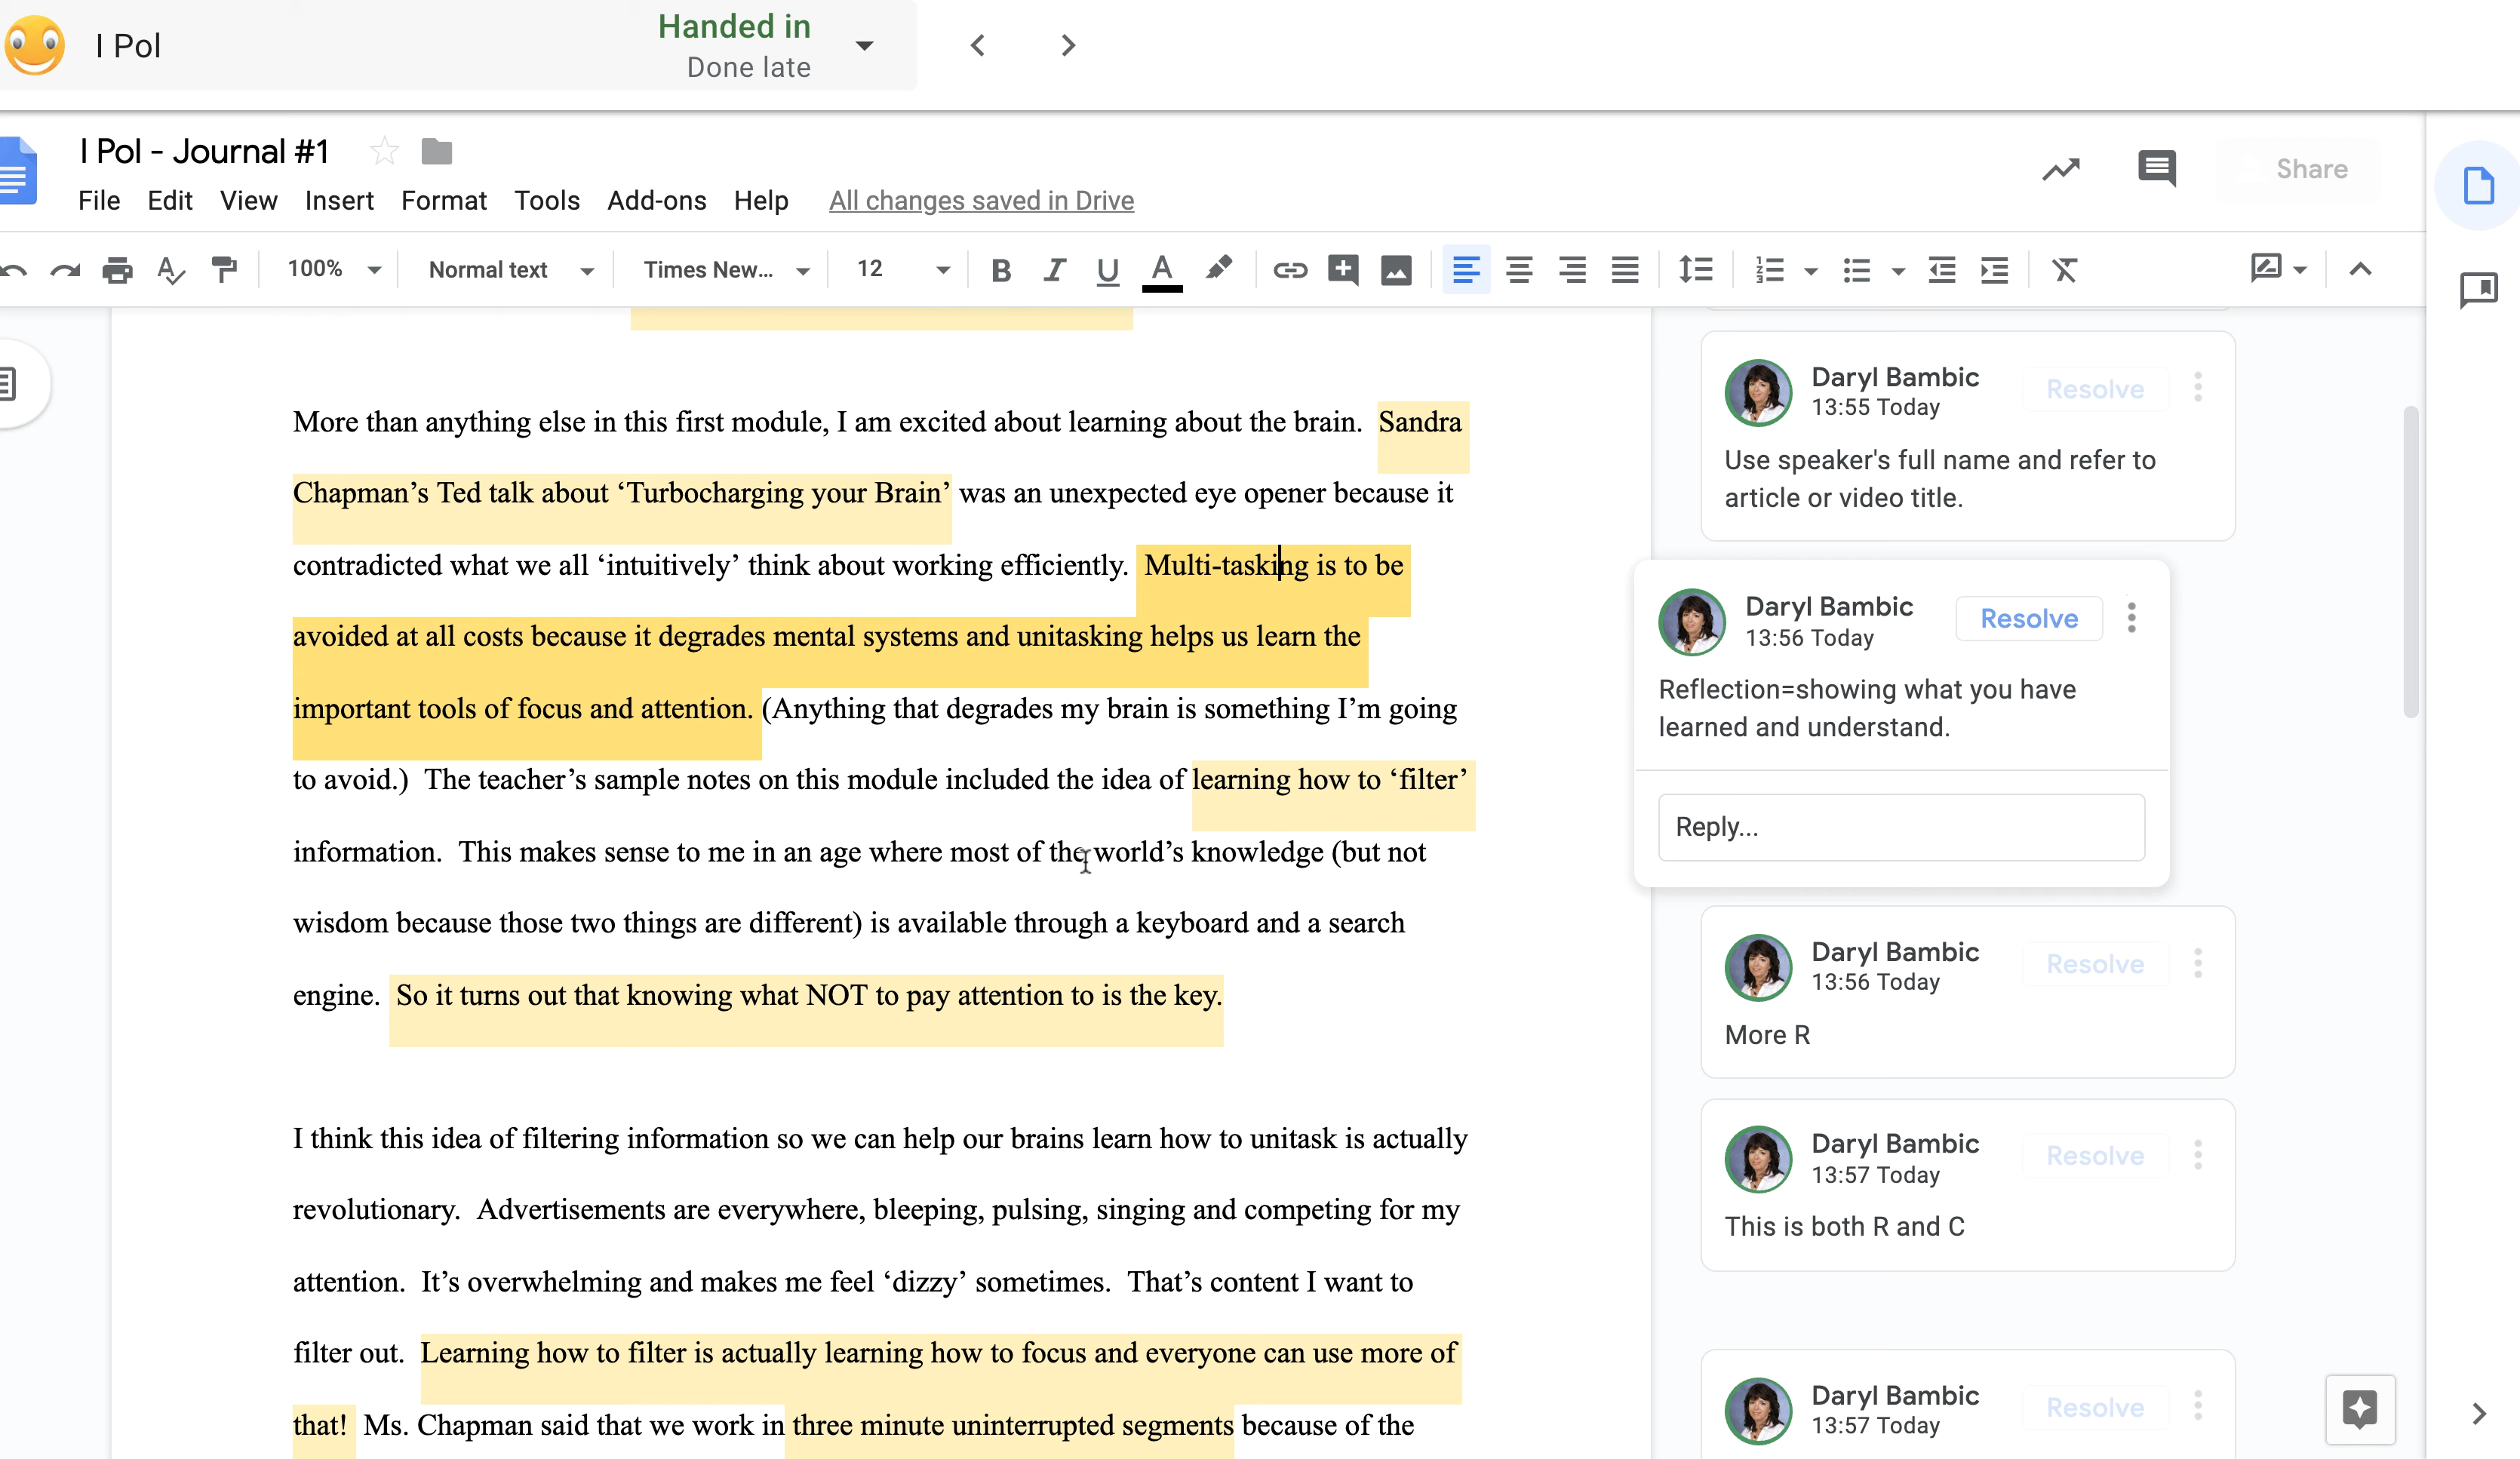 I Pol
Handed in
Done late
I Pol - Journal #1
Share
File Edit View Insert Format Tools Add-ons Help All changes saved in Drive
100% Normal text Times New... 12
More than anything else in this first module, I am excited about learning about the brain. Sandra
Chapman’s Ted talk about ‘Turbocharging your Brain’ was an unexpected eye opener because it
contradicted what we all ‘intuitively’ think about working efficiently. Multi-tasking is to be
avoided at all costs because it degrades mental systems and unitasking helps us learn the
important tools of focus and attention. (Anything that degrades my brain is something I’m going
to avoid.) The teacher’s sample notes on this module included the idea of learning how to ‘filter’
information. This makes sense to me in an age where most of the world’s knowledge (but not
wisdom because those two things are different) is available through a keyboard and a search
engine. So it turns out that knowing what NOT to pay attention to is the key.
I think this idea of filtering information so we can help our brains learn how to unitask is actually
revolutionary. Advertisements are everywhere, bleeping, pulsing, singing and competing for my
attention. It’s overwhelming and makes me feel ‘dizzy’ sometimes. That’s content I want to
filter out. Learning how to filter is actually learning how to focus and everyone can use more of
that! Ms. Chapman said that we work in three minute uninterrupted segments because of the
Daryl Bambic
13:55 Today
Resolve
Use speaker's full name and refer to
article or video title.
Daryl Bambic
13:56 Today
Resolve
Reflection=showing what you have
learned and understand.
Reply...
Daryl Bambic
13:56 Today
Resolve
More R
Daryl Bambic
13:57 Today
Resolve
This is both R and C
Daryl Bambic
13:57 Today
Resolve